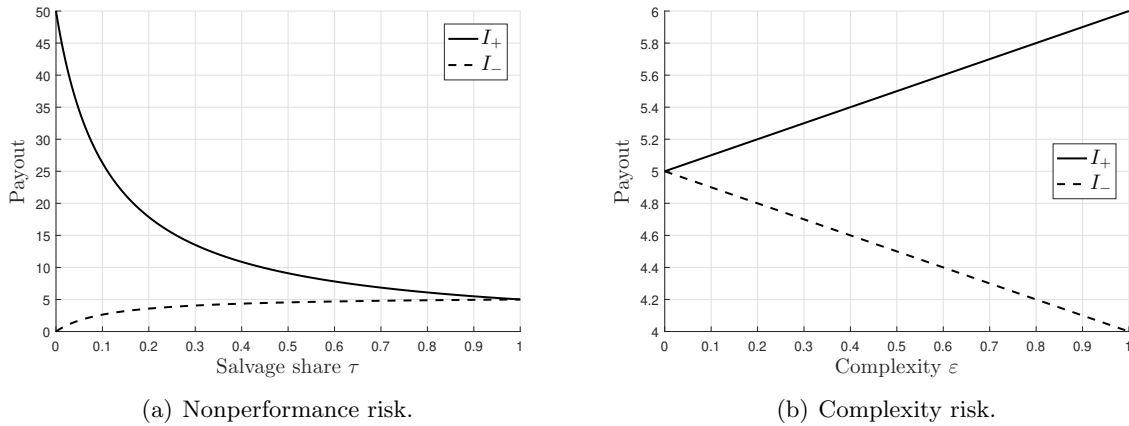 50
45
40
35
30
25
20
15
10
5
0
Payout
I₊
I₋
0 0.1 0.2 0.3 0.4 0.5 0.6 0.7 0.8 0.9 1
Salvage share τ
(a) Nonperformance risk.
6
5.8
5.6
5.4
5.2
5
4.8
4.6
4.4
4.2
4
Payout
I₊
I₋
0 0.1 0.2 0.3 0.4 0.5 0.6 0.7 0.8 0.9 1
Complexity ε
(b) Complexity risk.